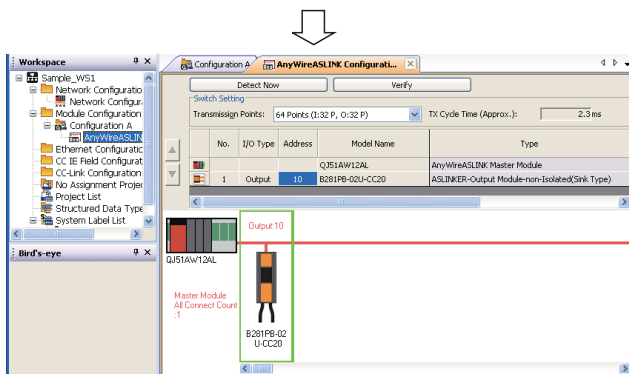 Workspace
Sample_WS1
Network Configuratio
Network Configur
Module Configuration
Configuration A
AnyWireASLIN
Ethernet Configuratic
CC IE Field Configurat
CC-Link Configuration
No Assignment Projec
Project List
Structured Data Type
System Label List
Bird's-eye
Configuration A
AnyWireASLINK Configurati...
Detect Now
Verify
Switch Setting
Transmission Points:
64 Points (I:32 P, O:32 P)
TX Cycle Time (Approx.):
2.3 ms
No. I/O Type Address Model Name Type
QJ51AW12AL AnyWireASLINK Master Module
1 Output 10 B281PB-02U-CC20 ASLINKER-Output Module-non-Isolated(Sink Type)
Output:10
QJ51AW12AL
Master Module
All Connect Count
:1
B281PB-02
U-CC20